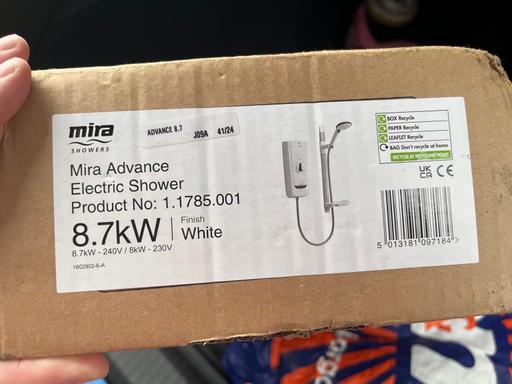 mira
SHOWERS
ADVANCE 8.7 J09A 41/24
BOX Recycle
PAPER Recycle
LEAFLET Recycle
BAG Don't recycle at home
RECYCLE AT RECYCLING POINT
Mira Advance
Electric Shower
Product No: 1.1785.001
8.7kW
Finish
White
8.7kW - 240V / 8kW - 230V
1602902-6-A
UK
CA CE
5 013181 097184 >